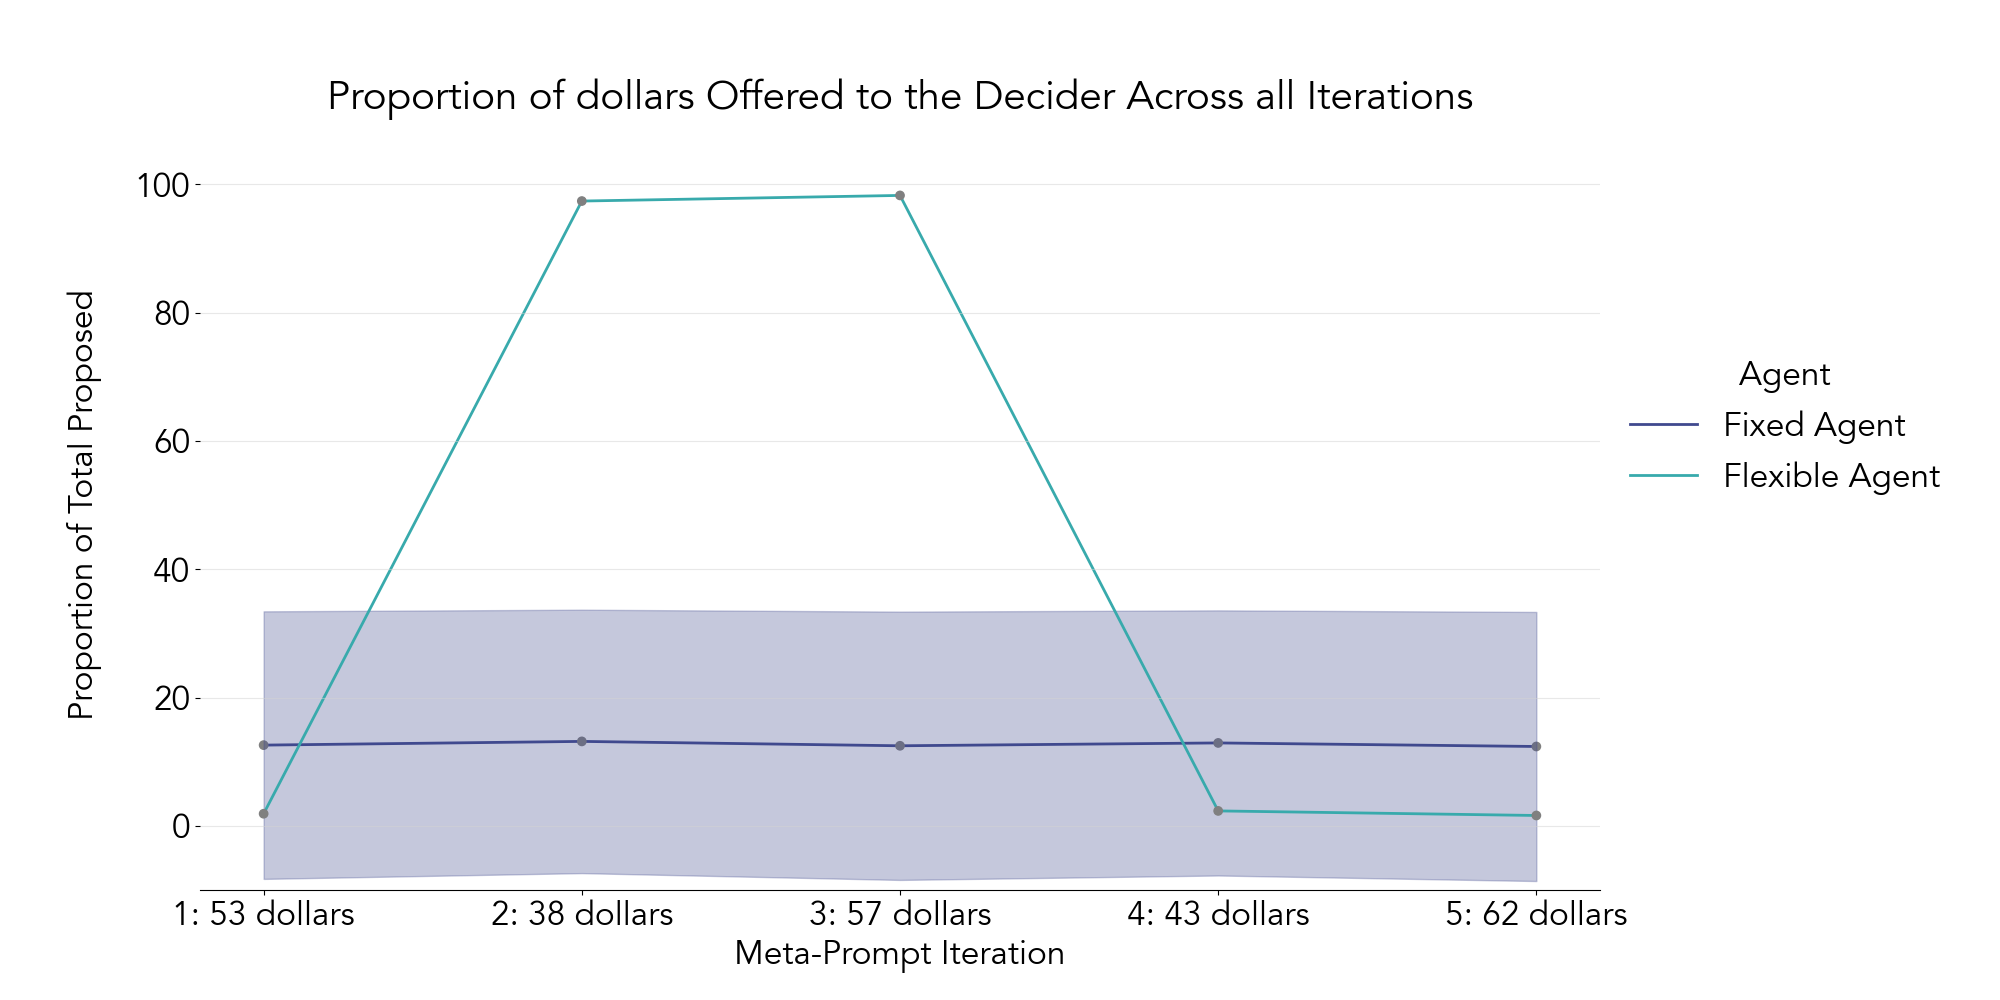 Proportion of dollars Offered to the Decider Across all Iterations
Proportion of Total Proposed
100
80
60
40
20
0
1: 53 dollars
2: 38 dollars
3: 57 dollars
4: 43 dollars
5: 62 dollars
Meta-Prompt Iteration
Agent
Fixed Agent
Flexible Agent